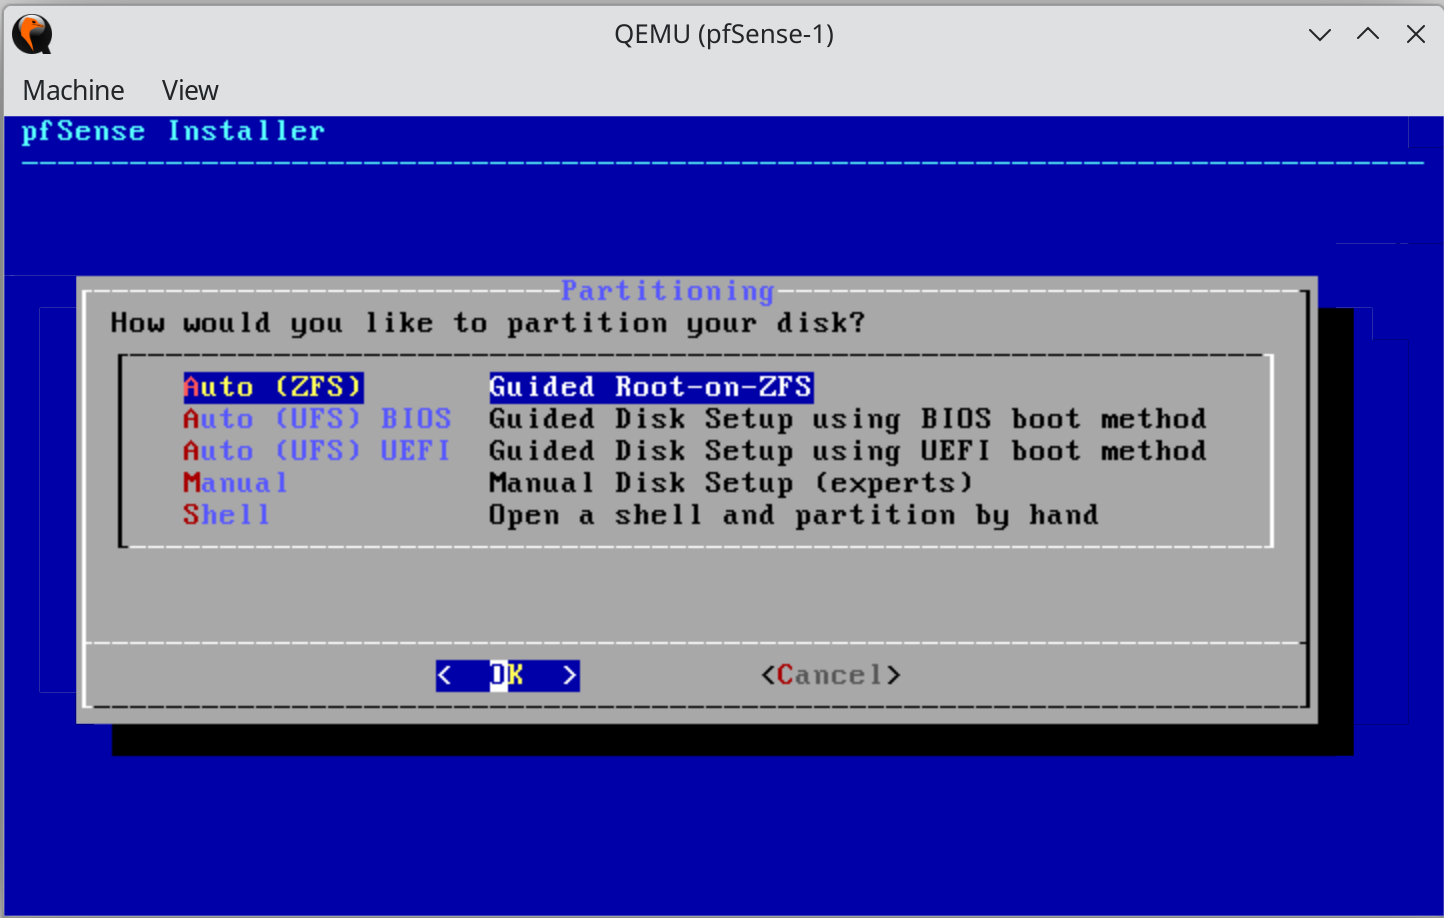 QEMU (pfSense-1)
Machine View
pfSense Installer
Partitioning
How would you like to partition your disk?
Auto (ZFS) Guided Root-on-ZFS
Auto (UFS) BIOS Guided Disk Setup using BIOS boot method
Auto (UFS) UEFI Guided Disk Setup using UEFI boot method
Manual Manual Disk Setup (experts)
Shell Open a shell and partition by hand
< OK > <Cancel>